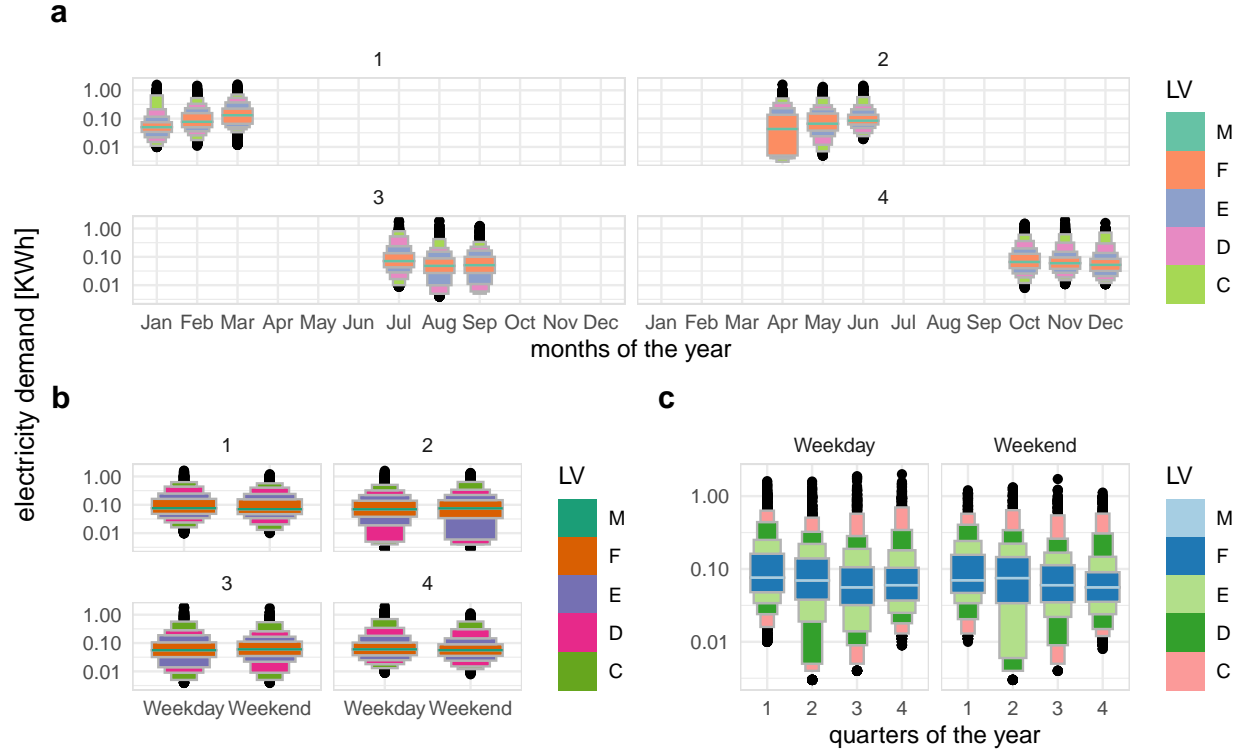 a
1 2
1.00
0.10
0.01
3 4
1.00
0.10
0.01
Jan Feb Mar Apr May Jun Jul Aug Sep Oct Nov Dec Jan Feb Mar Apr May Jun Jul Aug Sep Oct Nov Dec
months of the year
LV
M
F
E
D
C
electricity demand [KWh]
b
1 2
1.00
0.10
0.01
3 4
1.00
0.10
0.01
Weekday Weekend Weekday Weekend
LV
M
F
E
D
C
c
Weekday Weekend
1.00
0.10
0.01
1 2 3 4 1 2 3 4
quarters of the year
LV
M
F
E
D
C